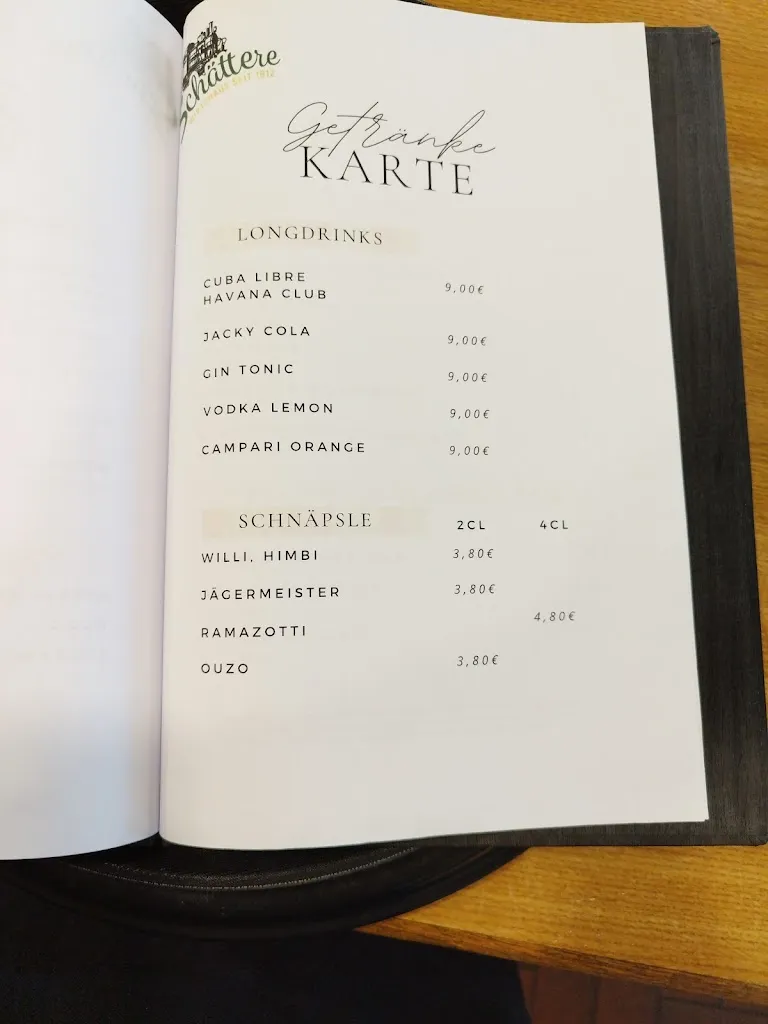 Schättere
SEIT 1912
Getränke
KARTE
LONGDRINKS
CUBA LIBRE
HAVANA CLUB 9,00€
JACKY COLA 9,00€
GIN TONIC 9,00€
VODKA LEMON 9,00€
CAMPARI ORANGE 9,00€
SCHNÄPSLE 2CL 4CL
WILLI, HIMBI 3,80€
JÄGERMEISTER 3,80€
RAMAZOTTI 4,80€
OUZO 3,80€